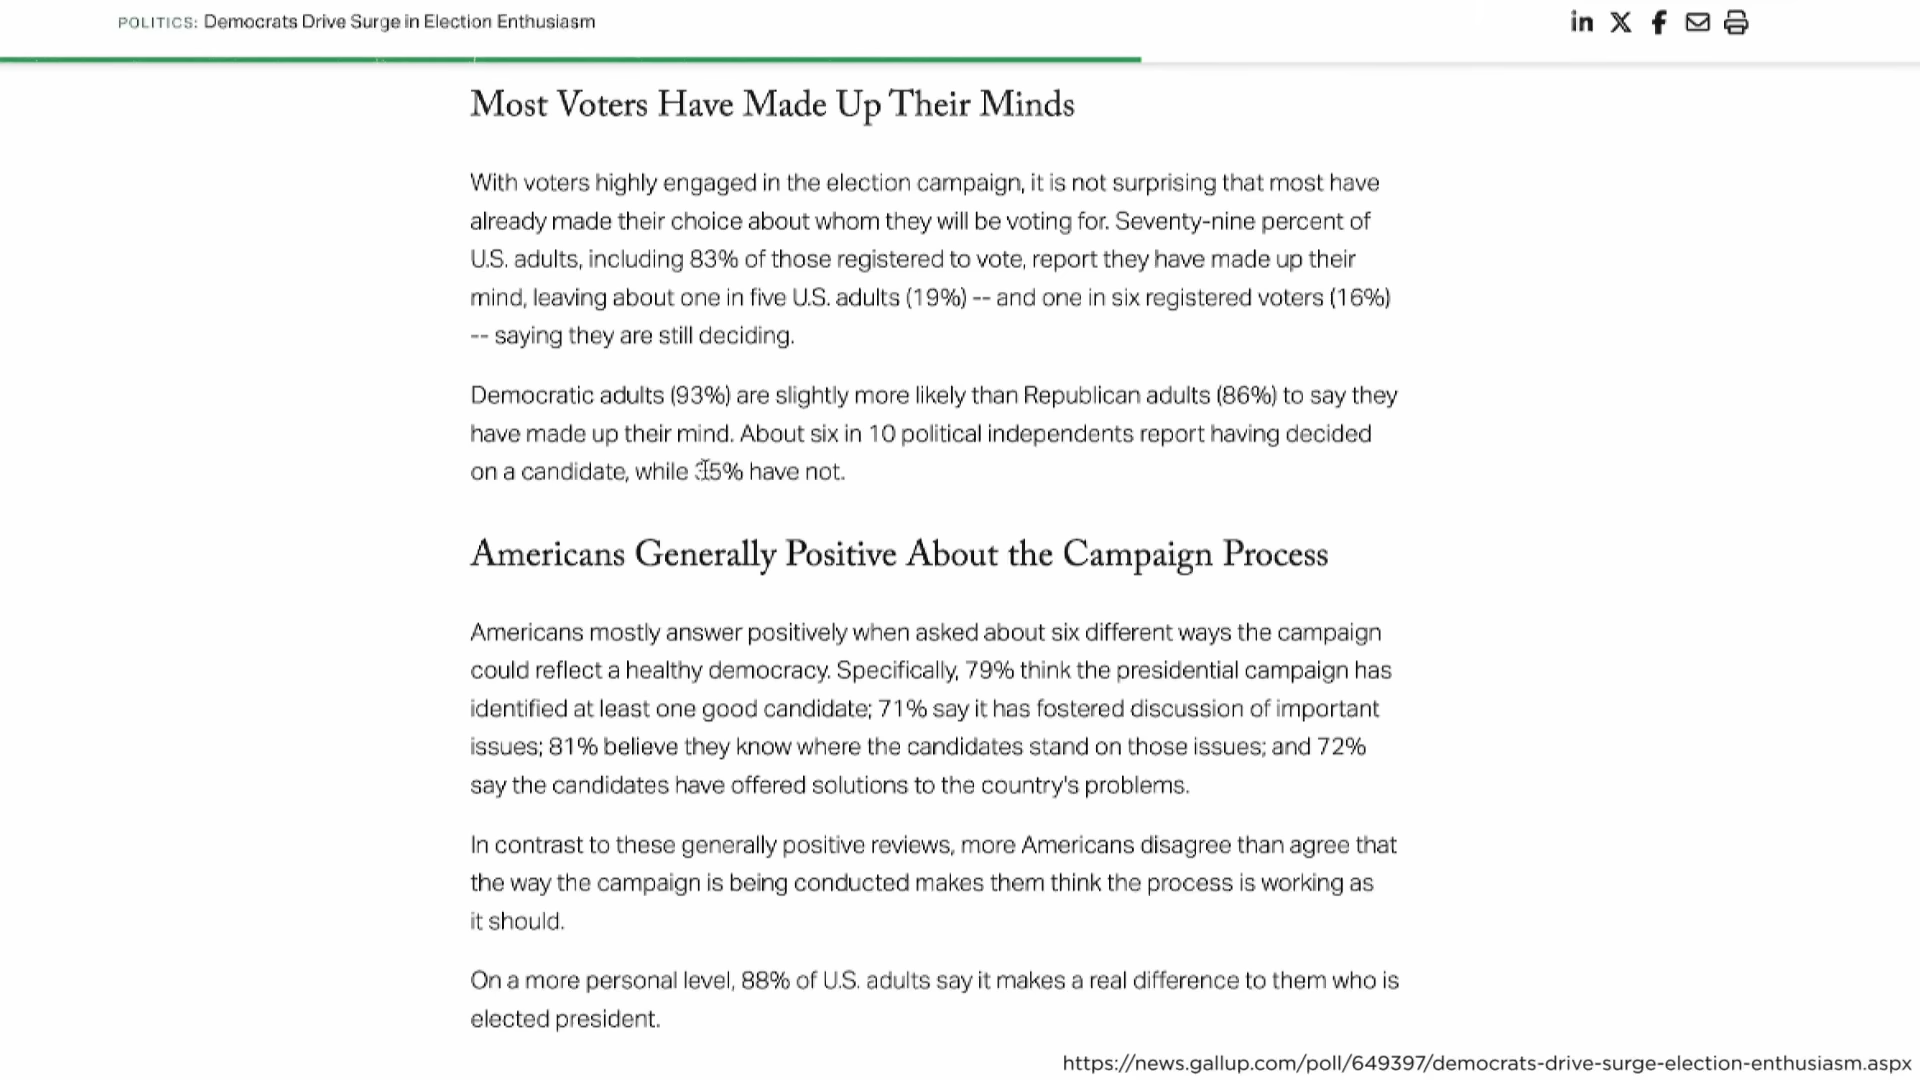 POLITICS: Democrats Drive Surge in Election Enthusiasm
Most Voters Have Made Up Their Minds
With voters highly engaged in the election campaign, it is not surprising that most have
already made their choice about whom they will be voting for. Seventy-nine percent of
U.S. adults, including 83% of those registered to vote, report they have made up their
mind, leaving about one in five U.S. adults (19%) -- and one in six registered voters (16%)
-- saying they are still deciding.
Democratic adults (93%) are slightly more likely than Republican adults (86%) to say they
have made up their mind. About six in 10 political independents report having decided
on a candidate, while 35% have not.
Americans Generally Positive About the Campaign Process
Americans mostly answer positively when asked about six different ways the campaign
could reflect a healthy democracy. Specifically, 79% think the presidential campaign has
identified at least one good candidate; 71% say it has fostered discussion of important
issues; 81% believe they know where the candidates stand on those issues; and 72%
say the candidates have offered solutions to the country's problems.
In contrast to these generally positive reviews, more Americans disagree than agree that
the way the campaign is being conducted makes them think the process is working as
it should.
On a more personal level, 88% of U.S. adults say it makes a real difference to them who is
elected president.
https://news.gallup.com/poll/649397/democrats-drive-surge-election-enthusiasm.aspx